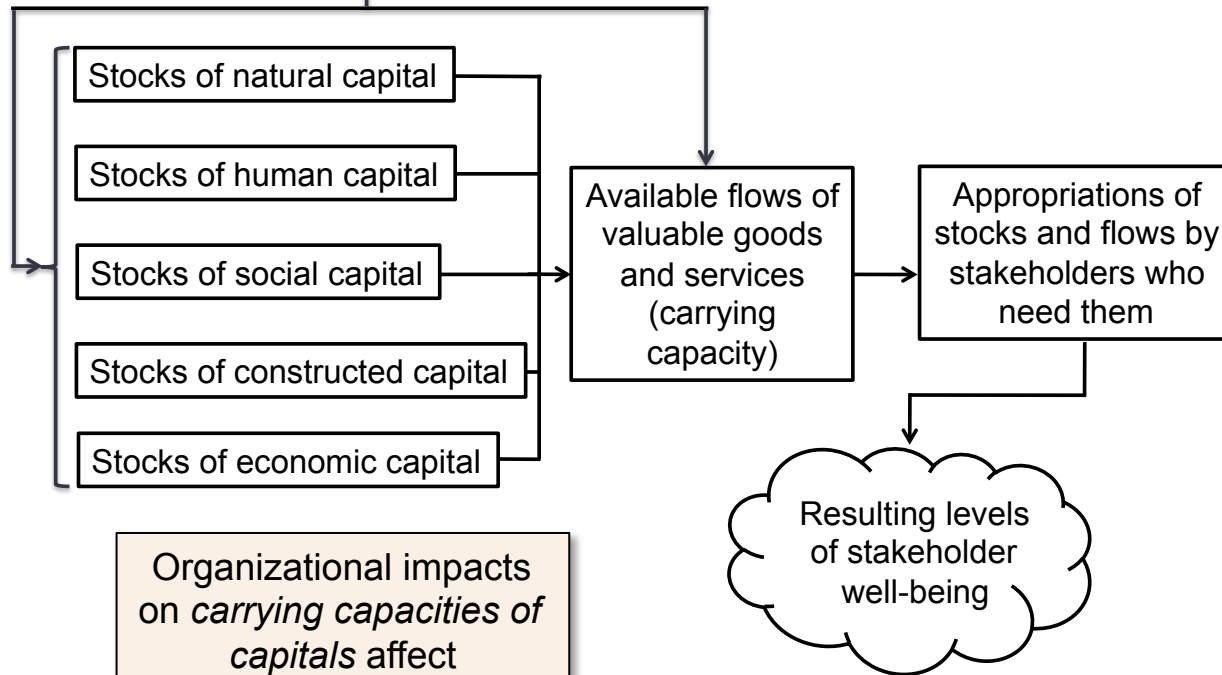 Stocks of natural capital
Stocks of human capital
Stocks of social capital
Stocks of constructed capital
Stocks of economic capital
Available flows of
valuable goods
and services
(carrying
capacity)
Appropriations of
stocks and flows by
stakeholders who
need them
Resulting levels
of stakeholder
well-being
Organizational impacts
on carrying capacities of
capitals affect